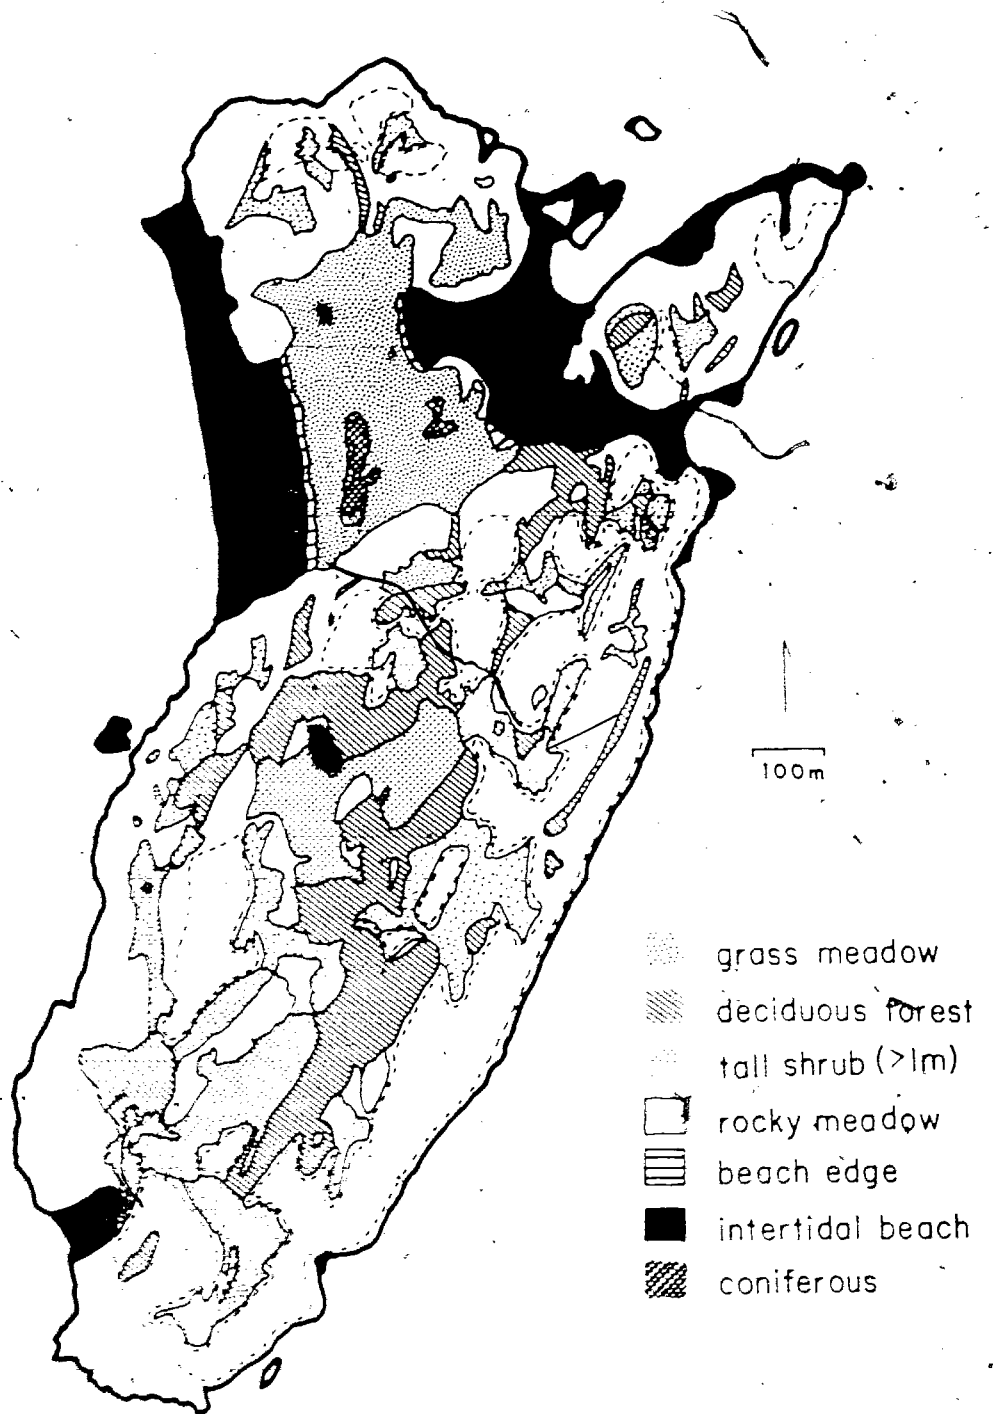 100m
grass meadow
deciduous forest
tall shrub (>1m)
rocky meadow
beach edge
intertidal beach
coniferous